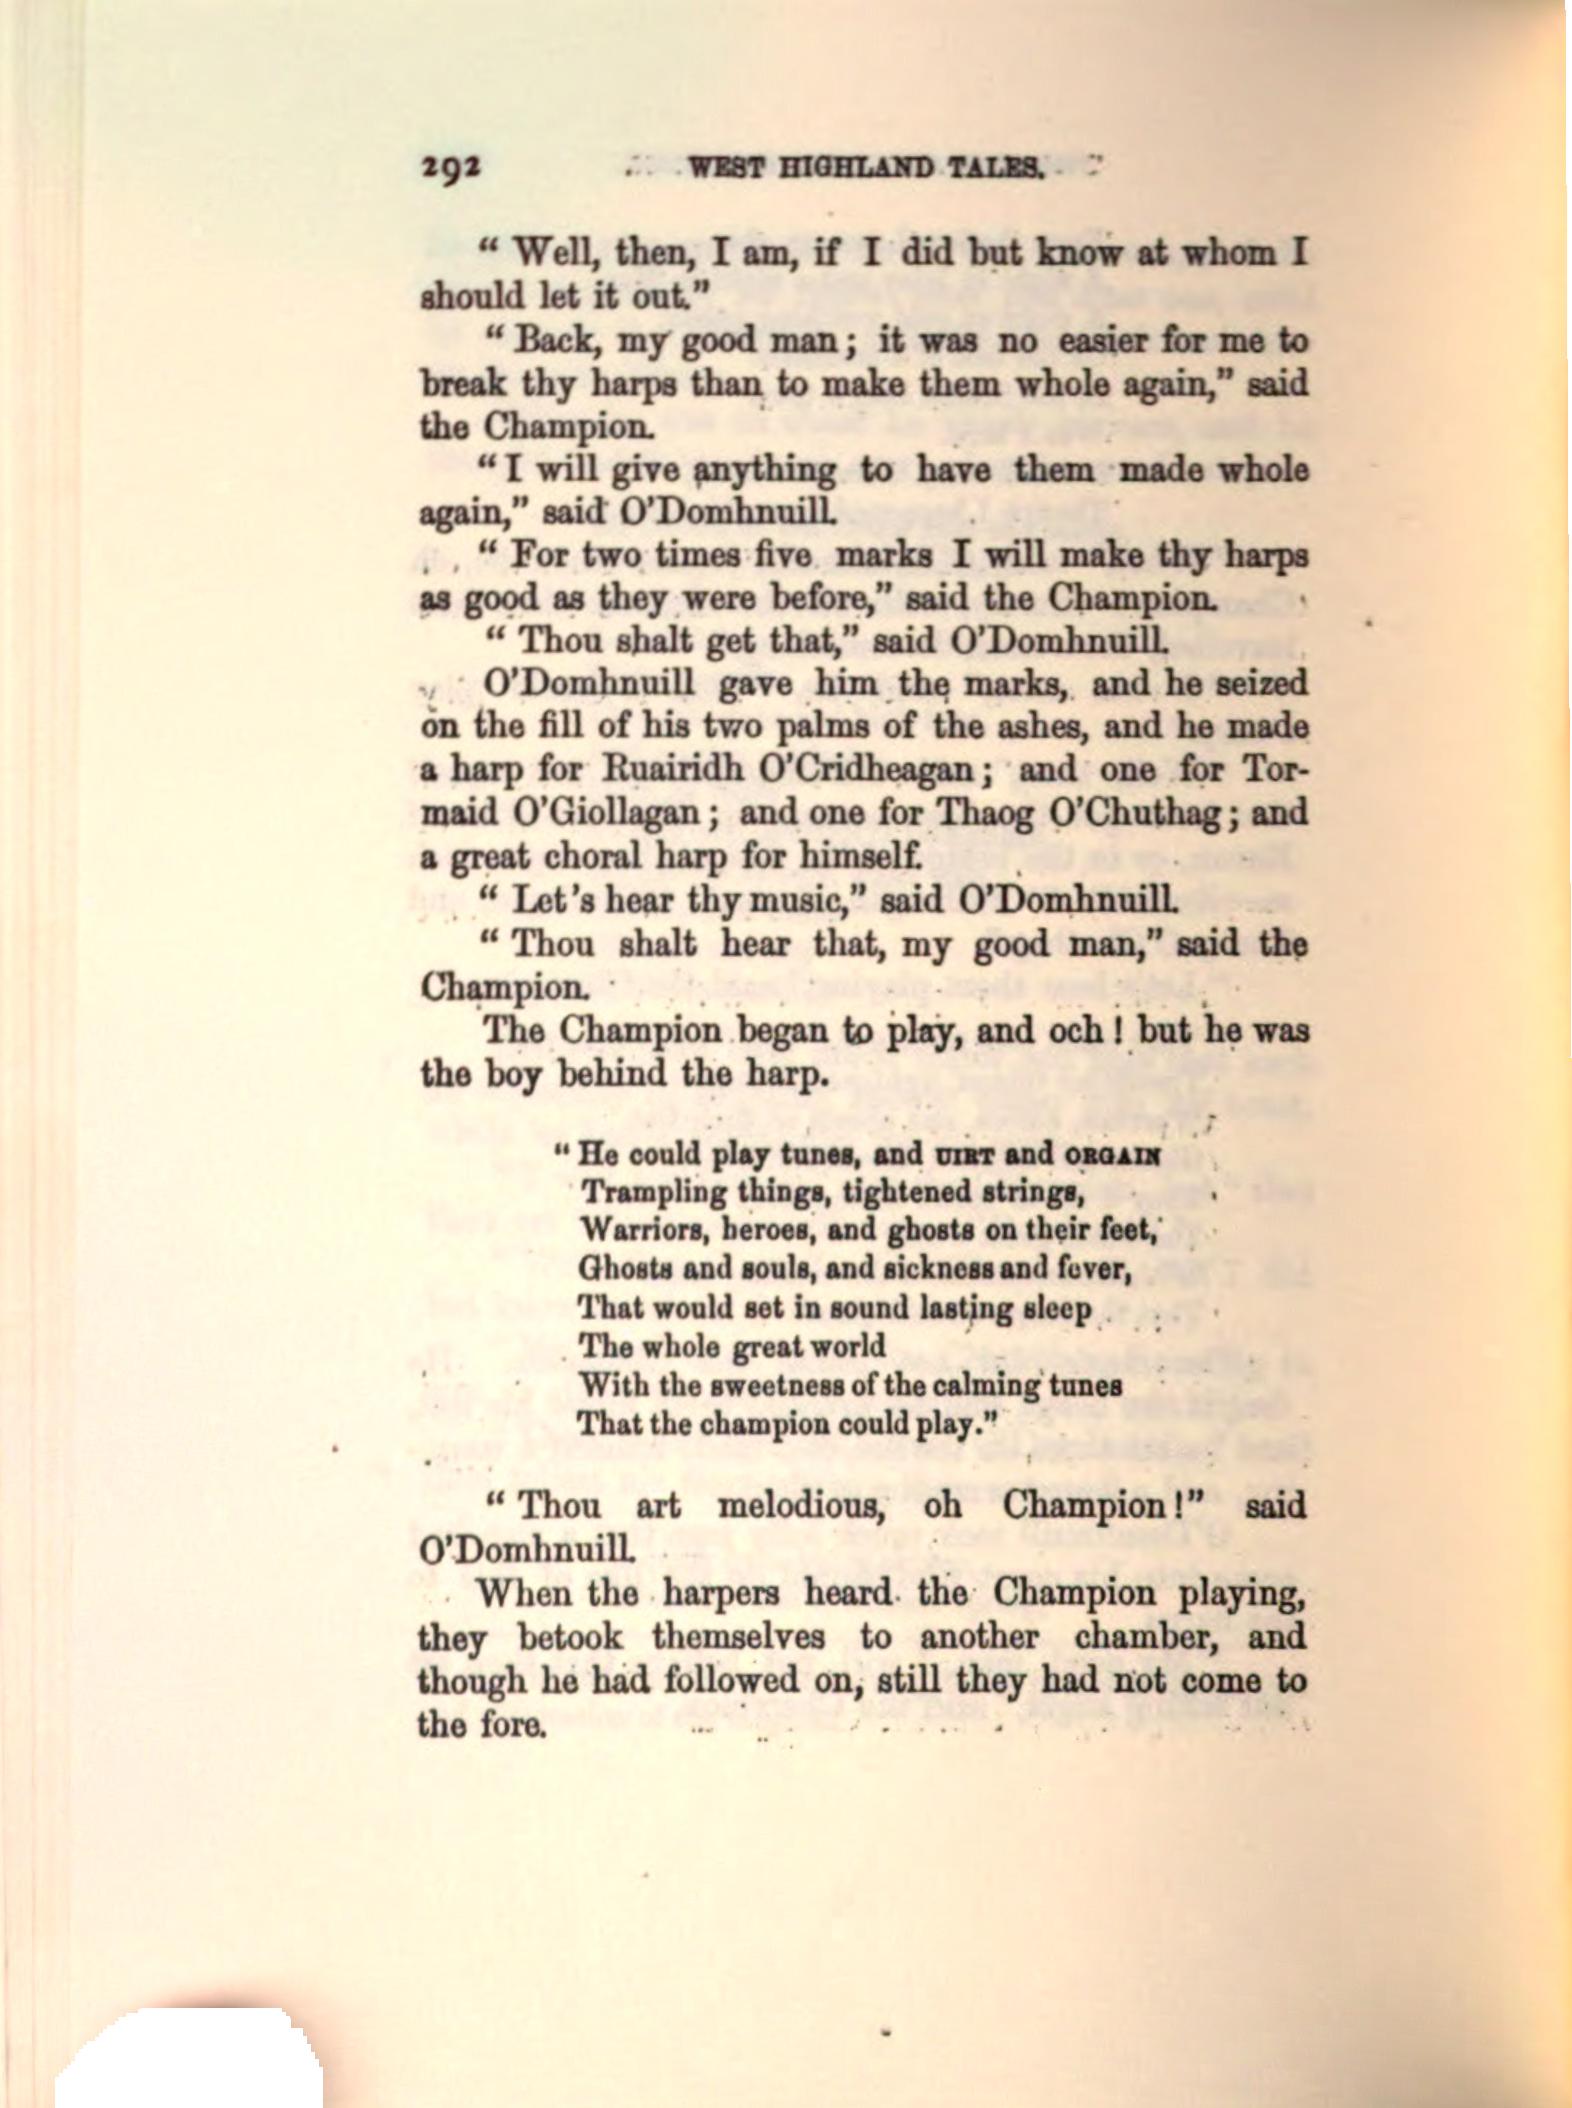 292 WEST HIGHLAND TALES.
“ Well, then, I am, if I did but know at whom I
should let it out.”
“ Back, my good man ; it was no easier for me to
break thy harps than to make them whole again,” said
the Champion.
“ I will give anything to have them made whole
again,” said O’Domhnuill.
“ For two times five marks I will make thy harps
as good as they were before,” said the Champion.
“ Thou shalt get that,” said O’Domhnuill.
O’Domhnuill gave him the marks, and he seized
on the fill of his two palms of the ashes, and he made
a harp for Ruairidh O’Cridheagan ; and one for Tor-
maid O’Giollagan ; and one for Thaog O’Chuthag ; and
a great choral harp for himself.
“ Let’s hear thy music,” said O’Domhnuill.
“ Thou shalt hear that, my good man,” said the
Champion.
The Champion began to play, and och ! but he was
the boy behind the harp.
“ He could play tunes, and UIRT and ORGAIN
Trampling things, tightened strings,
Warriors, heroes, and ghosts on their feet,
Ghosts and souls, and sickness and fever,
That would set in sound lasting sleep
The whole great world
With the sweetness of the calming tunes
That the champion could play.”
“ Thou art melodious, oh Champion !” said
O’Domhnuill.
When the harpers heard the Champion playing,
they betook themselves to another chamber, and
though he had followed on, still they had not come to
the fore.